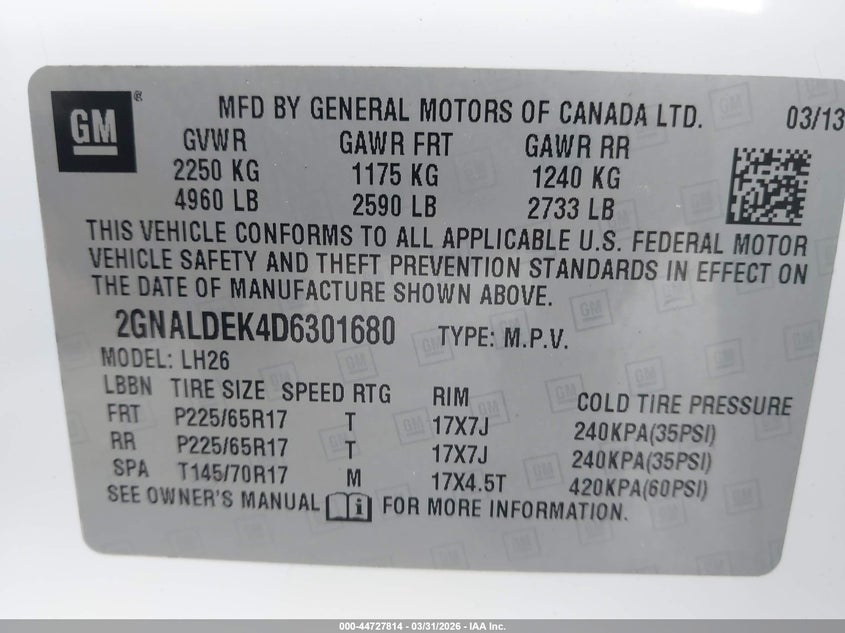 GM®
MFD BY GENERAL MOTORS OF CANADA LTD. 03/13
GVWR GAWR FRT GAWR RR
2250 KG 1175 KG 1240 KG
4960 LB 2590 LB 2733 LB
THIS VEHICLE CONFORMS TO ALL APPLICABLE U.S. FEDERAL MOTOR
VEHICLE SAFETY AND THEFT PREVENTION STANDARDS IN EFFECT ON
THE DATE OF MANUFACTURE SHOWN ABOVE.
2GNALDEK4D6301680 TYPE: M.P.V.
MODEL: LH26
LBBN TIRE SIZE SPEED RTG RIM COLD TIRE PRESSURE
FRT P225/65R17 T 17X7J 240KPA(35PSI)
RR P225/65R17 T 17X7J 240KPA(35PSI)
SPA T145/70R17 M 17X4.5T 420KPA(60PSI)
SEE OWNER'S MANUAL i FOR MORE INFORMATION.
000-44727814 / 03/31/2026 - IAA Inc.